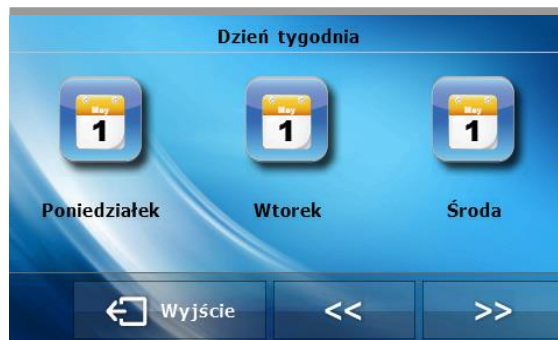 Dzień tygodnia
May May May
1 1 1
Poniedziałek Wtorek Środa
Wyjście << >>